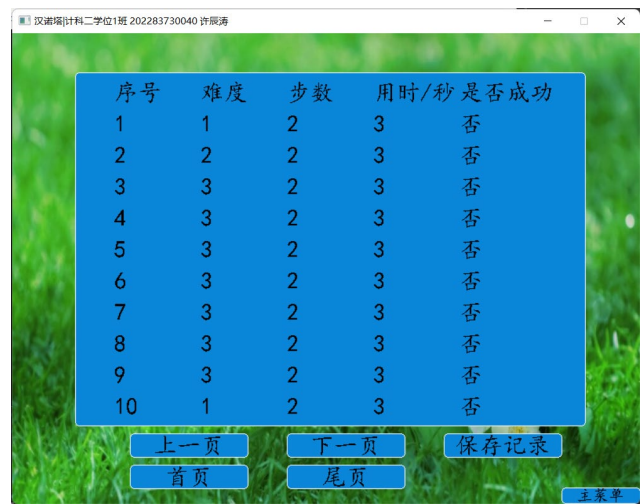 汉诺塔|计科二学位1班 202283730040 许辰涛
序号 难度 步数 用时/秒 是否成功
1 1 2 3 否
2 2 2 3 否
3 3 2 3 否
4 3 2 3 否
5 3 2 3 否
6 3 2 3 否
7 3 2 3 否
8 3 2 3 否
9 3 2 3 否
10 1 2 3 否
上一页 下一页 保存记录
首页 尾页
主菜单